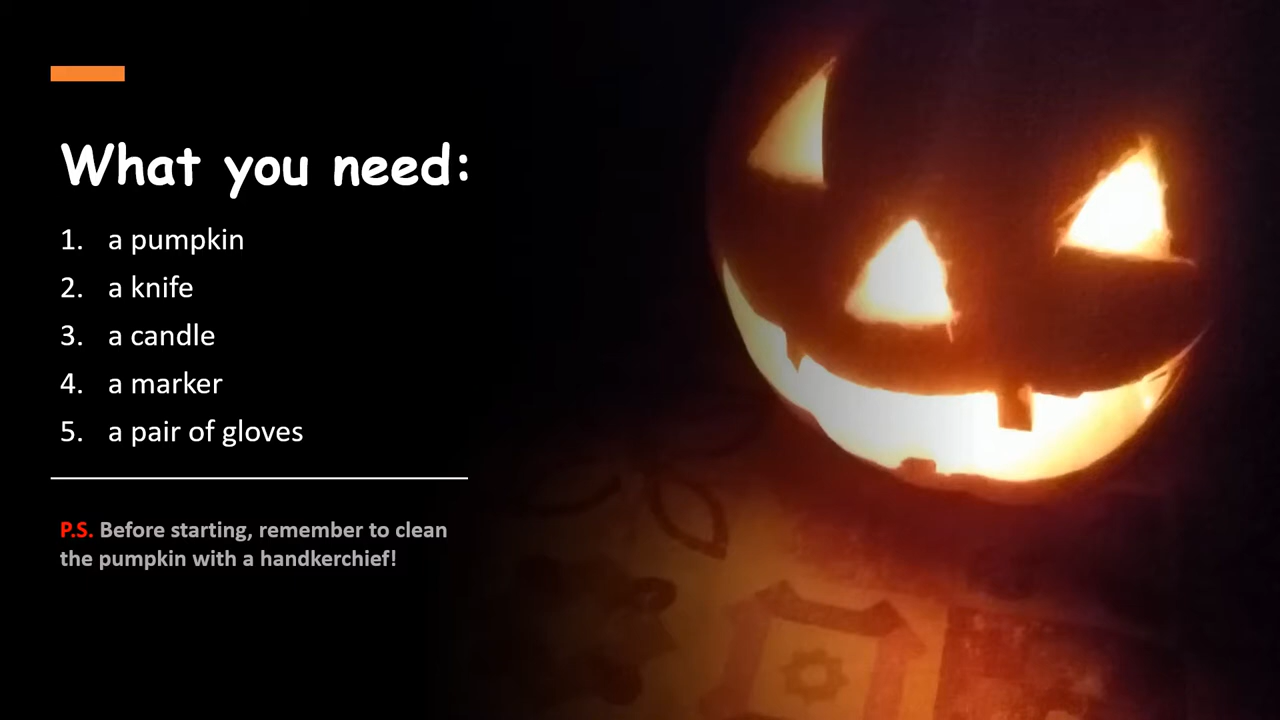 What you need:
1. a pumpkin
2. a knife
3. a candle
4. a marker
5. a pair of gloves
P.S. Before starting, remember to clean
the pumpkin with a handkerchief!